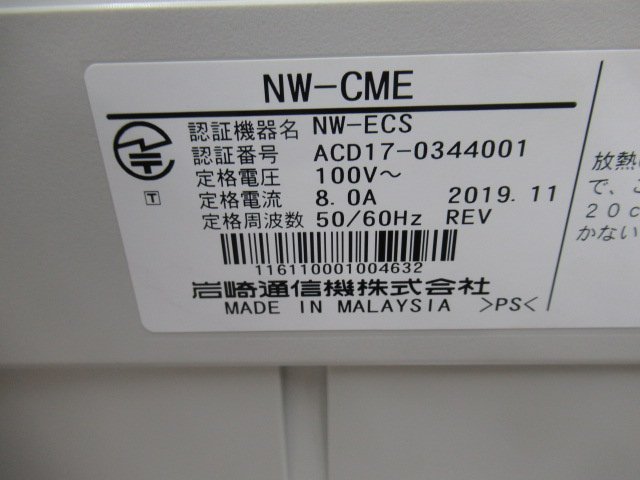 NW-CME
認証機器名 NW-ECS
認証番号 ACD17-0344001
定格電圧 100V～
定格電流 8.0A 2019.11
定格周波数 50/60Hz REV
T
116110001004632
岩崎通信機株式会社
MADE IN MALAYSIA >PS<
放熱
で、
20c
かない